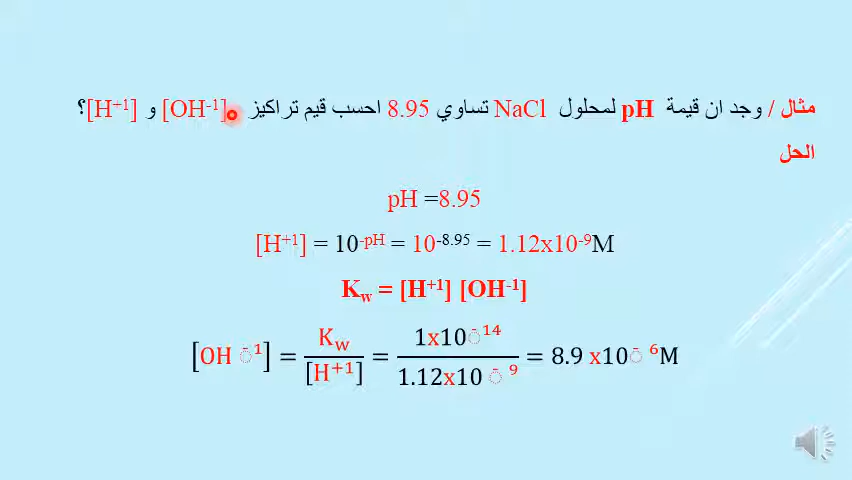 مثال / وجد ان قيمة pH لمحلول NaCl تساوي 8.95 احسب قيم تراكيز [OH⁻¹] و [H⁺¹]؟
الحل
pH =8.95
[H⁺¹] = 10⁻ᵖᴴ = 10⁻⁸·⁹⁵ = 1.12x10⁻⁹M
Kw = [H⁺¹] [OH⁻¹]
[OH ⁻¹] = Kw / [H⁺¹] = 1x10⁻¹⁴ / 1.12x10 ⁻⁹ = 8.9 x10⁻ ⁶M